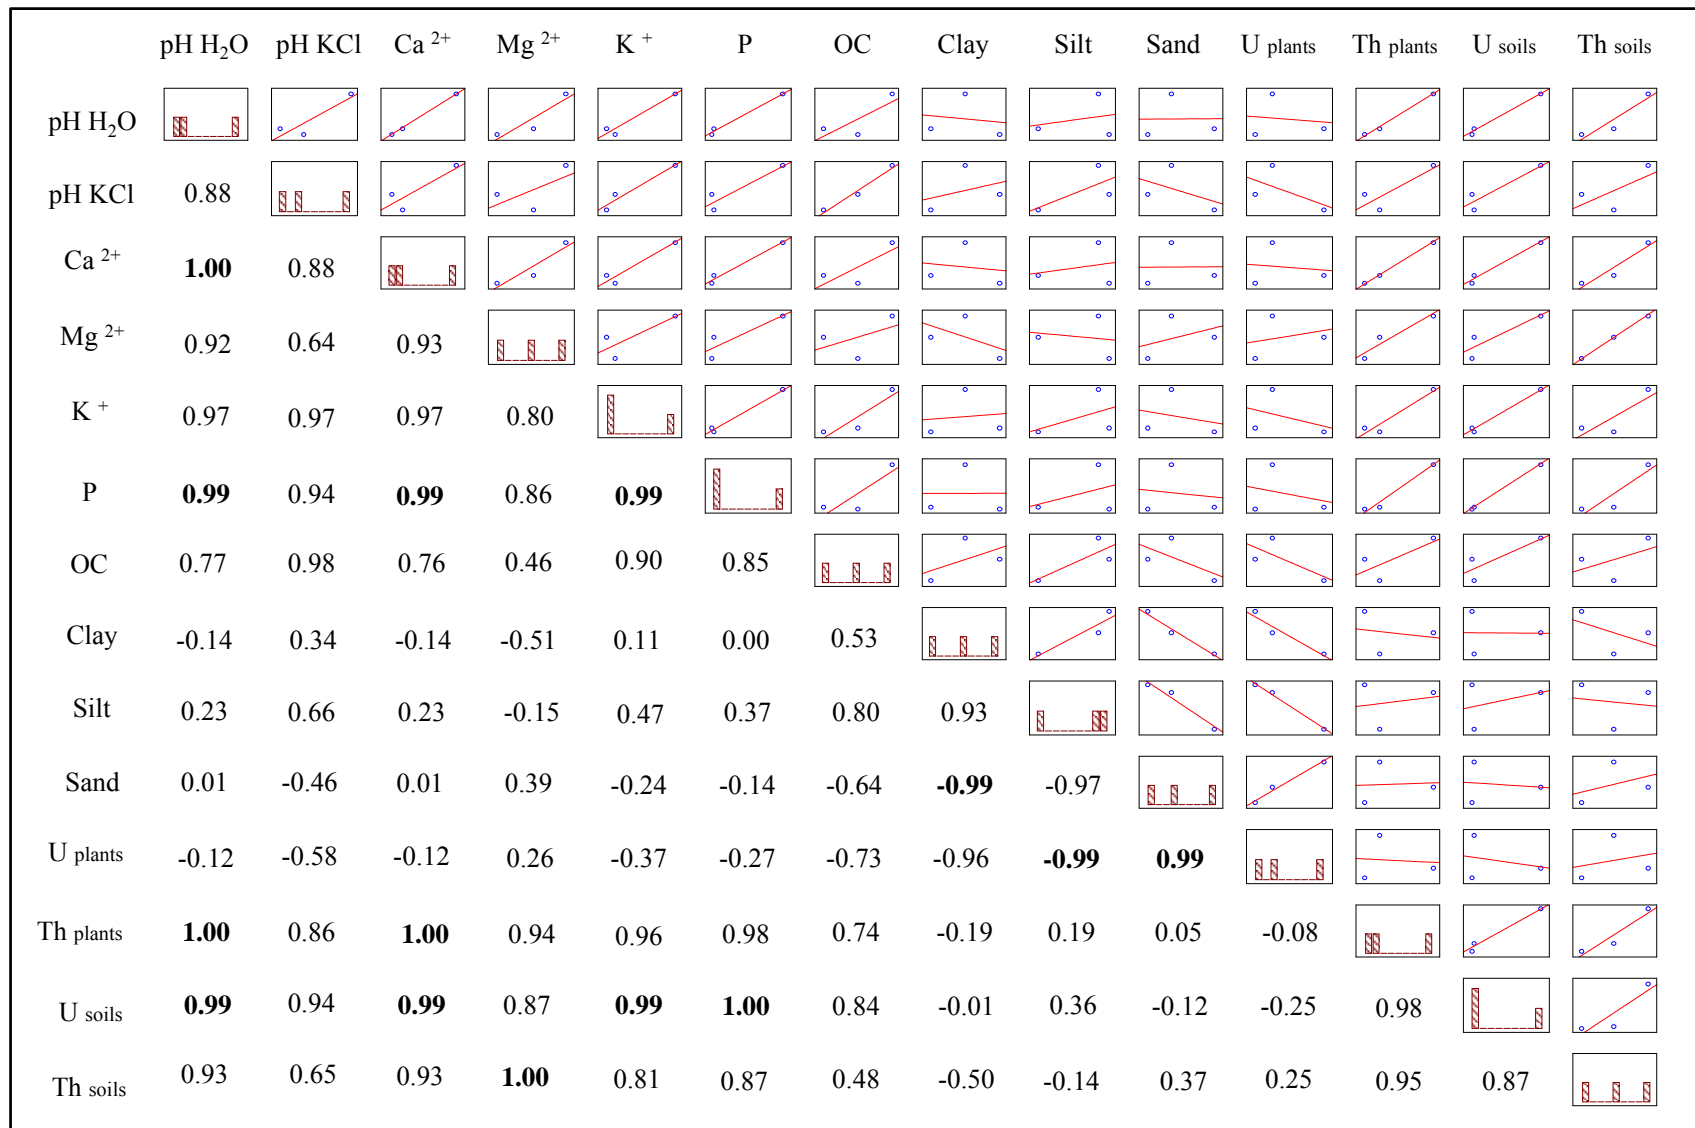 pH H₂O pH KCl Ca ²⁺ Mg ²⁺ K ⁺ P OC Clay Silt Sand U plants Th plants U soils Th soils
pH H₂O
pH KCl 0.88
Ca ²⁺ 1.00 0.88
Mg ²⁺ 0.92 0.64 0.93
K ⁺ 0.97 0.97 0.97 0.80
P 0.99 0.94 0.99 0.86 0.99
OC 0.77 0.98 0.76 0.46 0.90 0.85
Clay -0.14 0.34 -0.14 -0.51 0.11 0.00 0.53
Silt 0.23 0.66 0.23 -0.15 0.47 0.37 0.80 0.93
Sand 0.01 -0.46 0.01 0.39 -0.24 -0.14 -0.64 -0.99 -0.97
U plants -0.12 -0.58 -0.12 0.26 -0.37 -0.27 -0.73 -0.96 -0.99 0.99
Th plants 1.00 0.86 1.00 0.94 0.96 0.98 0.74 -0.19 0.19 0.05 -0.08
U soils 0.99 0.94 0.99 0.87 0.99 1.00 0.84 -0.01 0.36 -0.12 -0.25 0.98
Th soils 0.93 0.65 0.93 1.00 0.81 0.87 0.48 -0.50 -0.14 0.37 0.25 0.95 0.87